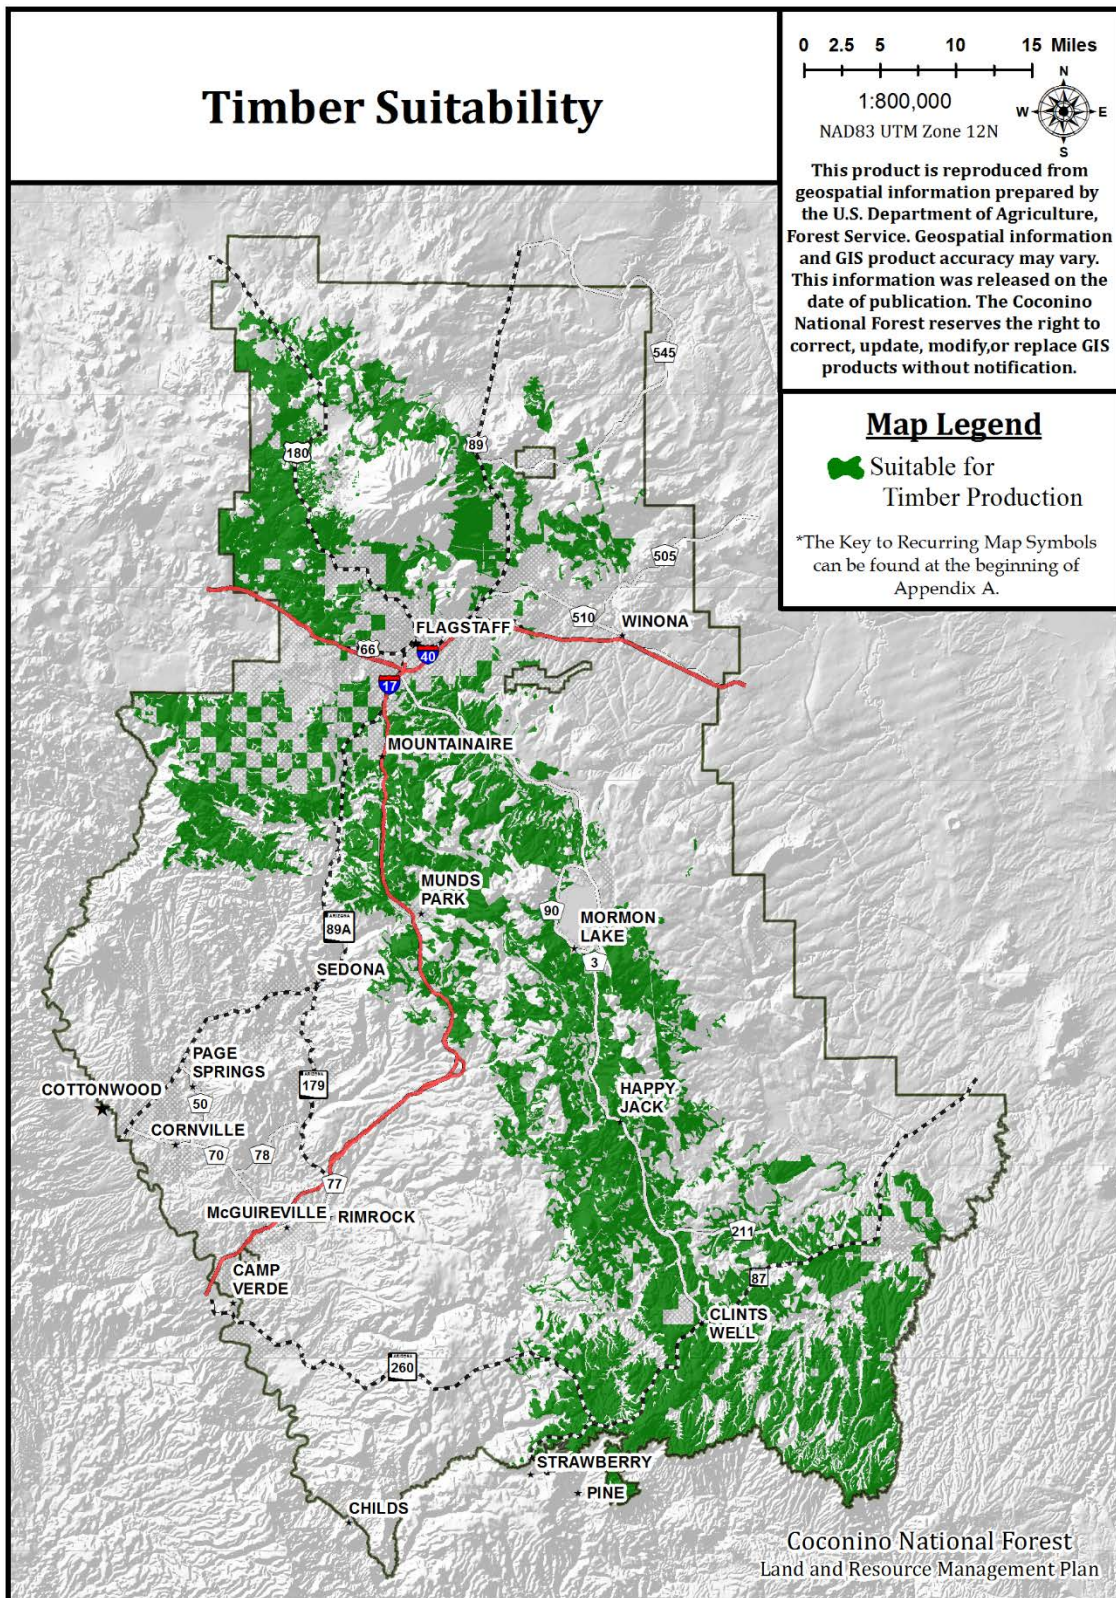 Timber Suitability
0 2.5 5 10 15 Miles
N
W E
S
1:800,000
NAD83 UTM Zone 12N
This product is reproduced from
geospatial information prepared by
the U.S. Department of Agriculture,
Forest Service. Geospatial information
and GIS product accuracy may vary.
This information was released on the
date of publication. The Coconino
National Forest reserves the right to
correct, update, modify,or replace GIS
products without notification.
Map Legend
Suitable for
Timber Production
*The Key to Recurring Map Symbols
can be found at the beginning of
Appendix A.
545
89
180
505
510
WINONA
FLAGSTAFF
66
40
17
MOUNTAINAIRE
MUNDS
PARK
90
MORMON
LAKE
3
ARIZONA
89A
SEDONA
PAGE
SPRINGS
COTTONWOOD
50
ARIZONA
179
HAPPY
JACK
CORNVILLE
70
78
77
McGUIREVILLE
RIMROCK
211
87
CAMP
VERDE
CLINTS
WELL
ARIZONA
260
STRAWBERRY
PINE
CHILDS
Coconino National Forest
Land and Resource Management Plan